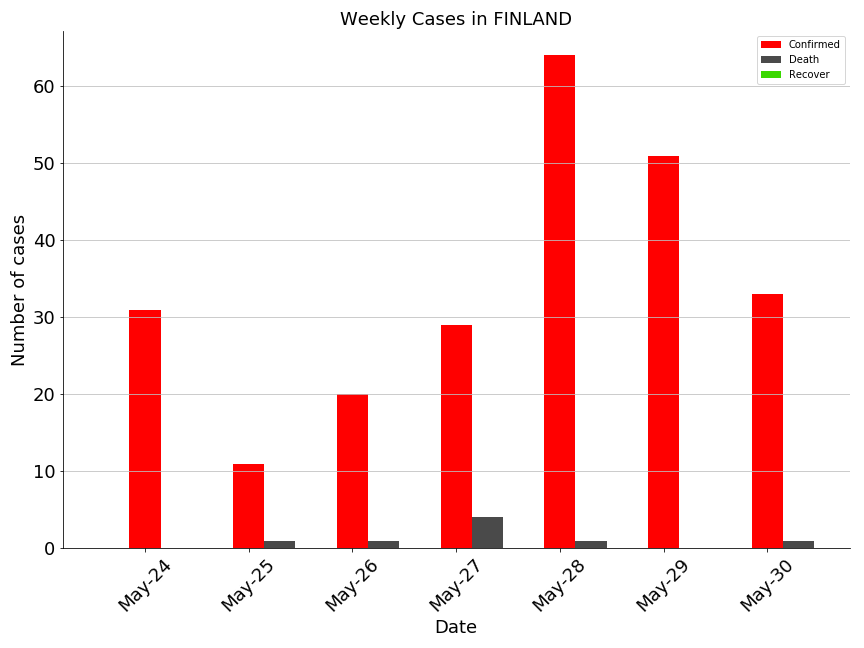 Weekly Cases in FINLAND
Confirmed
Death
Recover
Number of cases
60
50
40
30
20
10
0
May-24
May-25
May-26
May-27
May-28
May-29
May-30
Date